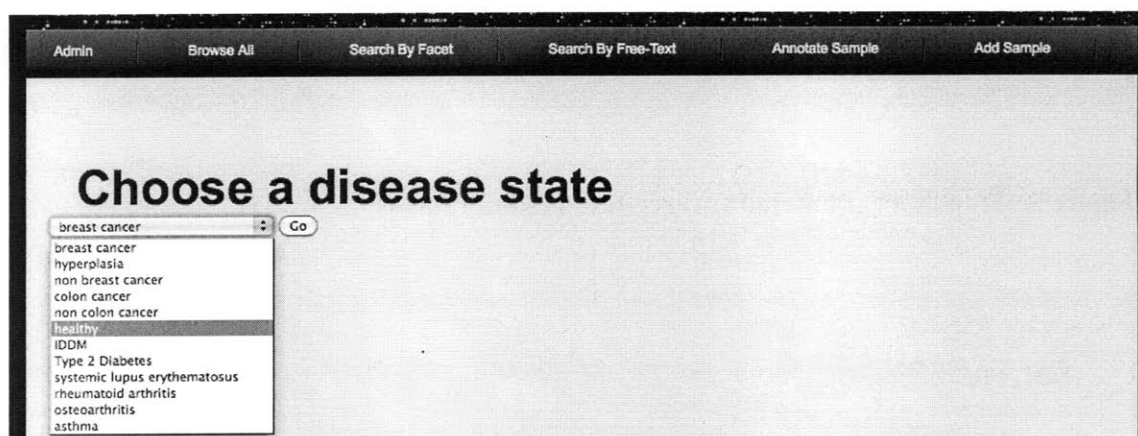 Admin Browse All Search By Facet Search By Free-Text Annotate Sample Add Sample
Choose a disease state
breast cancer Go
breast cancer
hyperplasia
non breast cancer
colon cancer
non colon cancer
healthy
IDDM
Type 2 Diabetes
systemic lupus erythematosus
rheumatoid arthritis
osteoarthritis
asthma